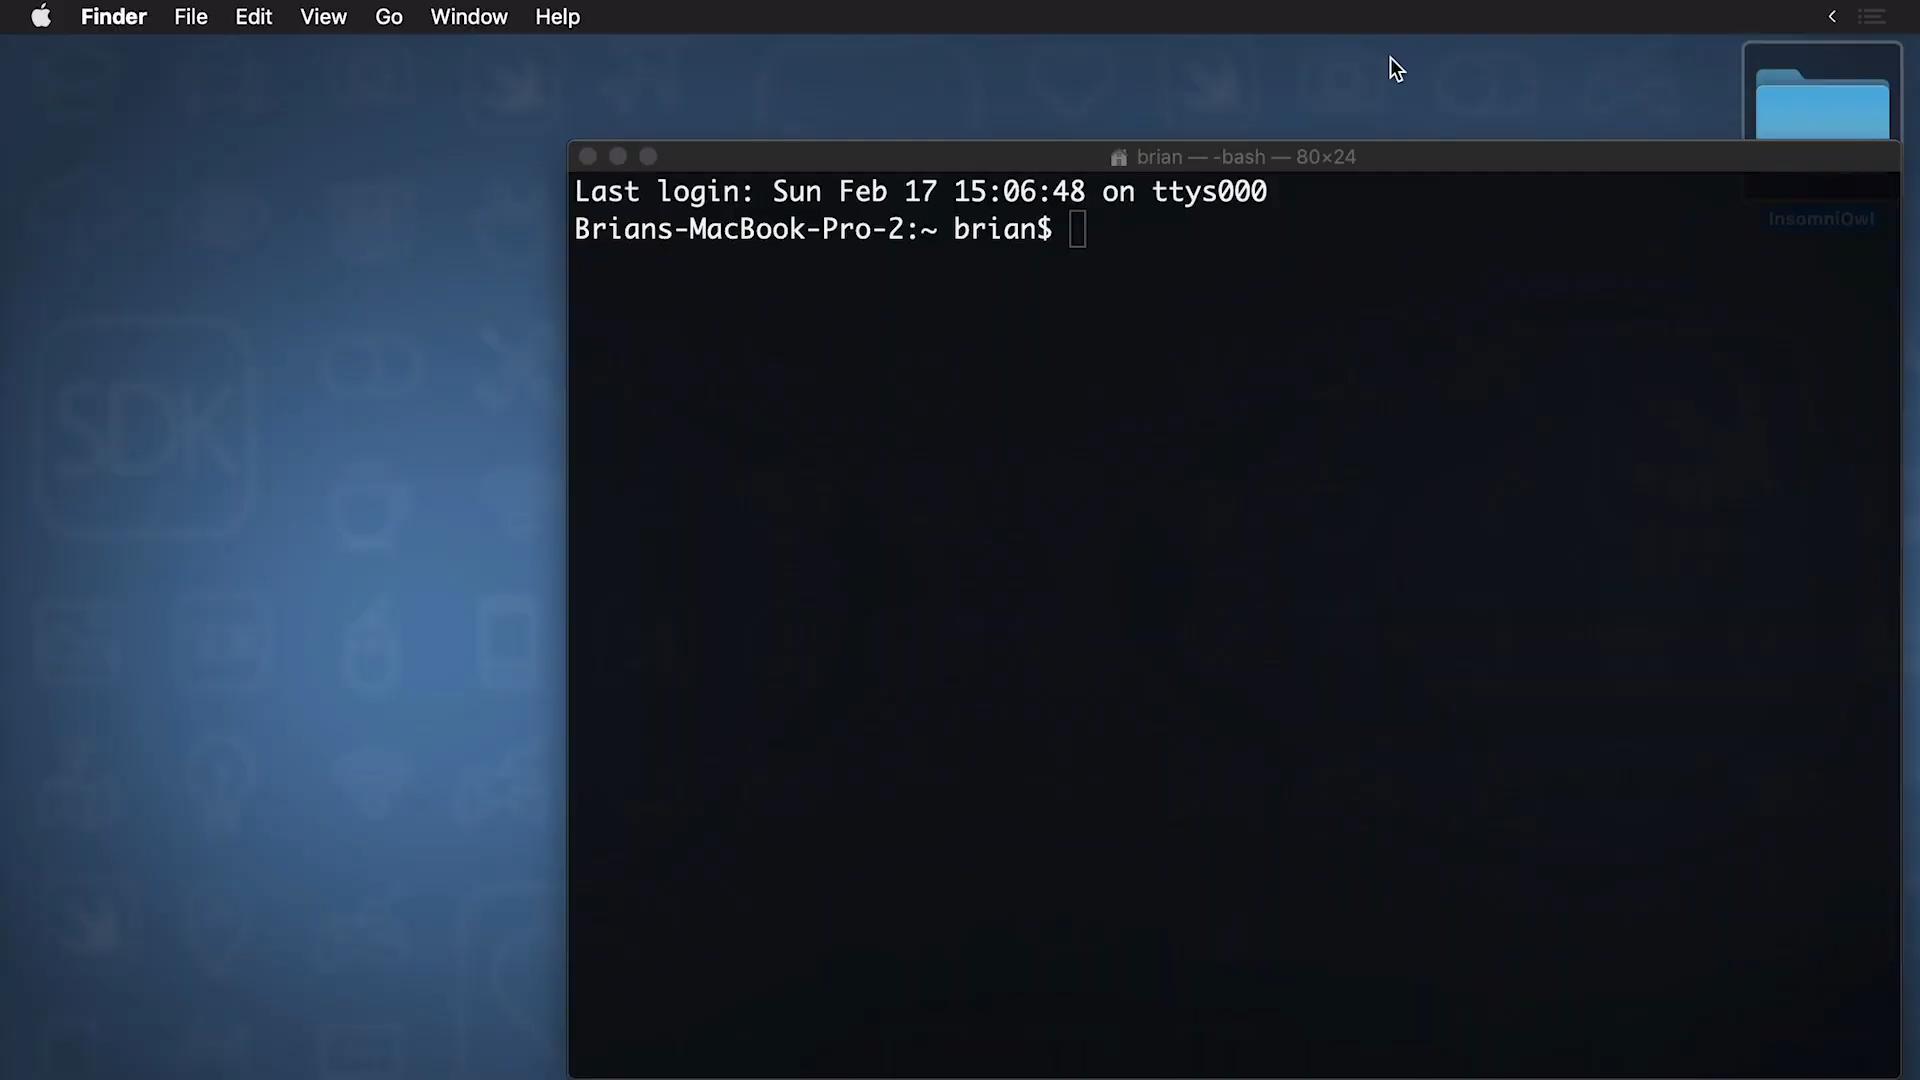 Finder File Edit View Go Window Help
brian — -bash — 80×24
Last login: Sun Feb 17 15:06:48 on ttys000
Brians-MacBook-Pro-2:~ brian$
InsomniOwl
SDK